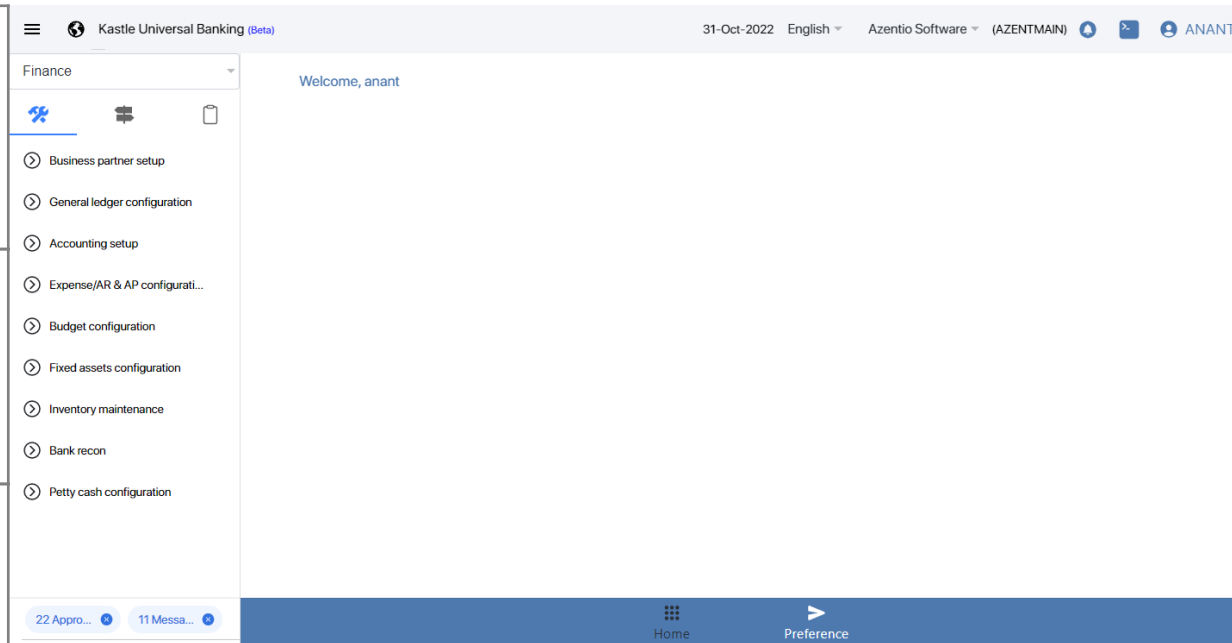 Kastle Universal Banking (Beta)
31-Oct-2022 English Azentio Software (AZENTMAIN) ANANT
Finance
Welcome, anant
Business partner setup
General ledger configuration
Accounting setup
Expense/AR & AP configurati...
Budget configuration
Fixed assets configuration
Inventory maintenance
Bank recon
Petty cash configuration
22 Appro... 11 Messa...
Home Preference